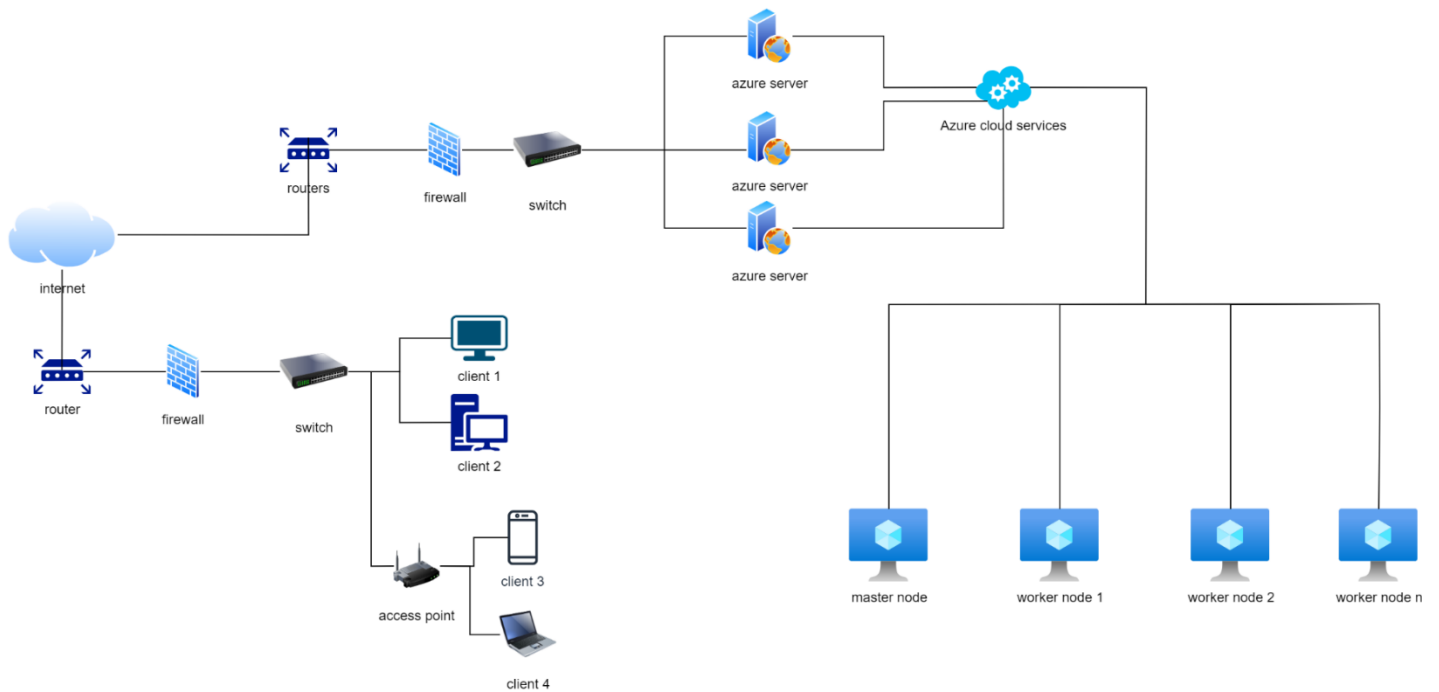 azure server
Azure cloud services
azure server
routers
firewall
switch
azure server
internet
client 1
router
firewall
switch
client 2
client 3
access point
client 4
master node
worker node 1
worker node 2
worker node n